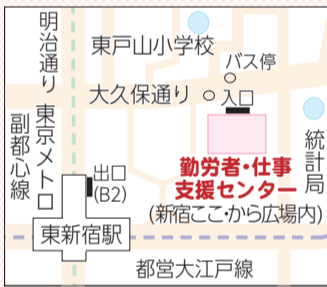 明治通り
東京メトロ
副都心線
東戸山小学校
バス停
大久保通り
入口
統計局
勤労者・仕事
支援センター
(新宿ここ・から広場内)
出口
(B2)
東新宿駅
都営大江戸線